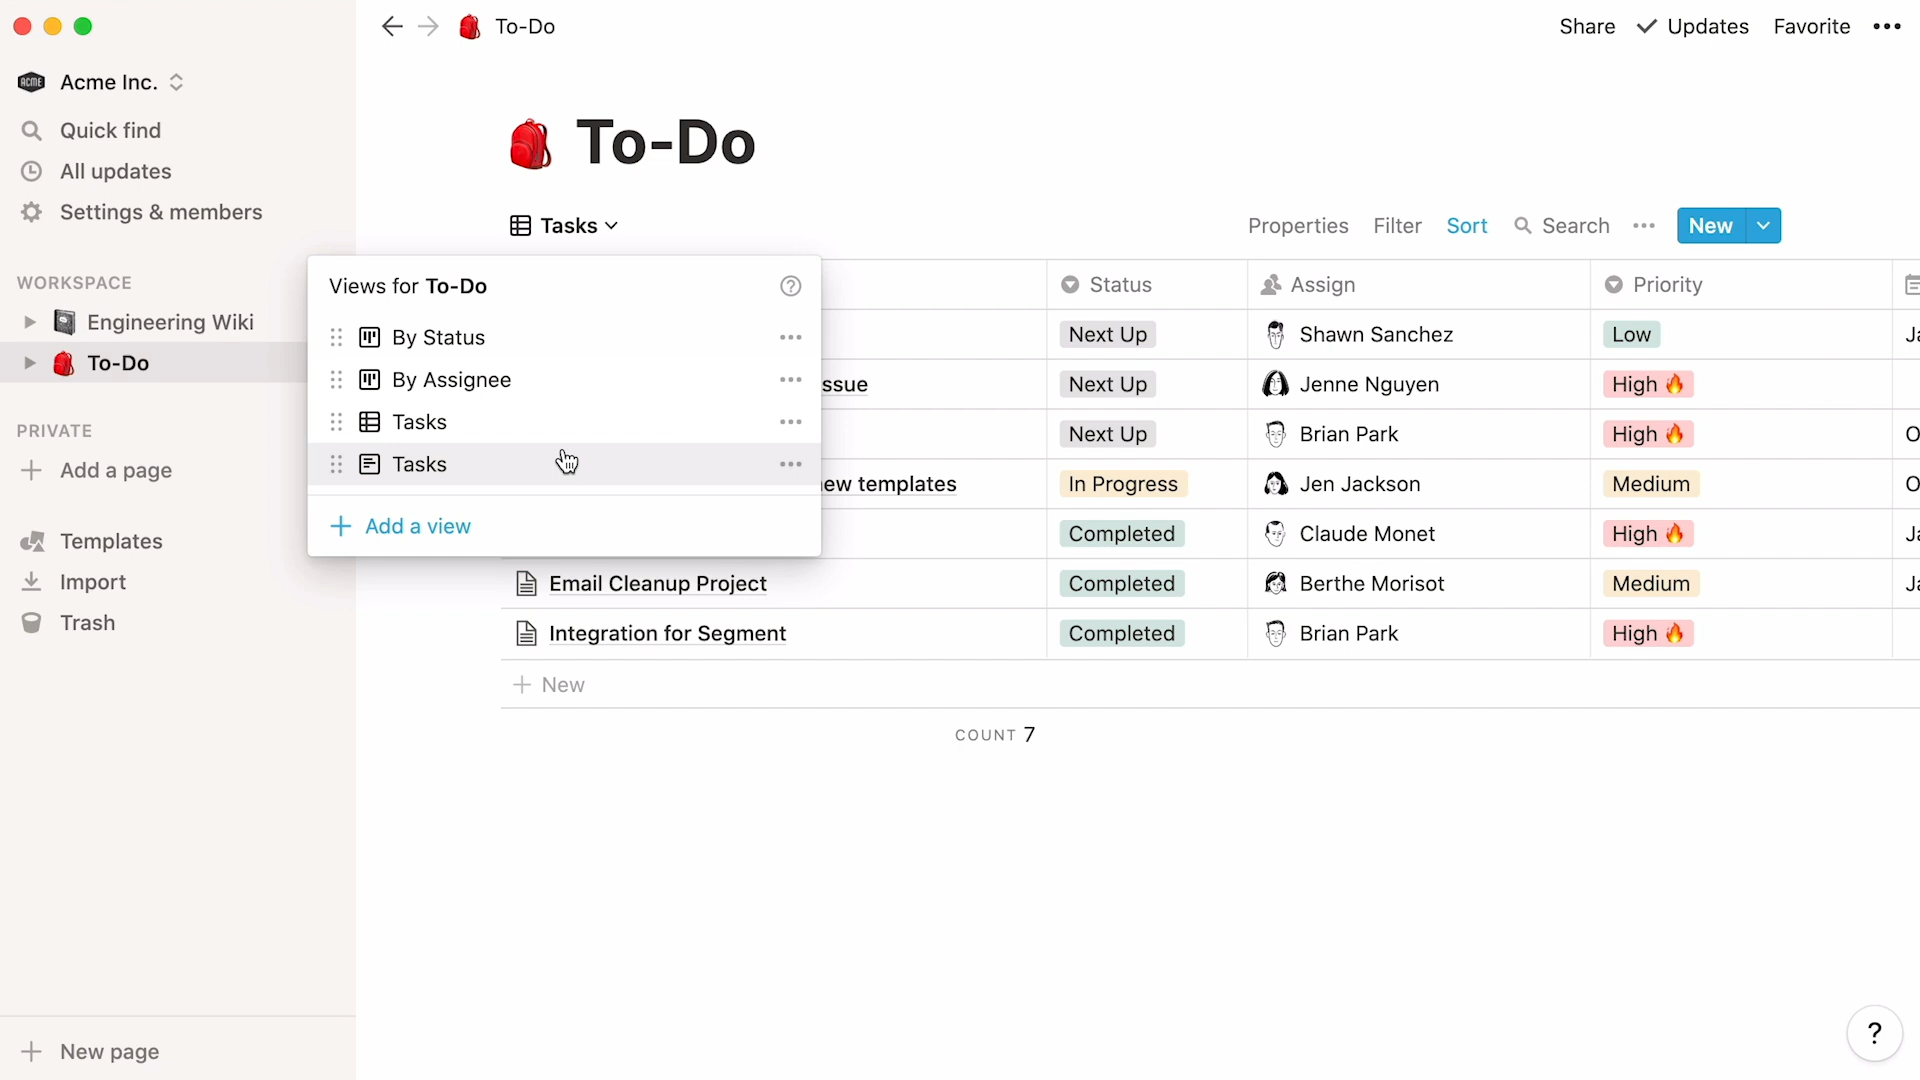 To-Do
Share
Updates
Favorite
ACME
Acme Inc.
Quick find
All updates
Settings & members
WORKSPACE
Engineering Wiki
To-Do
PRIVATE
Add a page
Templates
Import
Trash
New page
To-Do
Tasks
Properties
Filter
Sort
Search
New
Views for To-Do
?
By Status
By Assignee
Tasks
Tasks
Add a view
Status Assign Priority
Next Up Shawn Sanchez Low
Next Up Jenne Nguyen High 🔥
Next Up Brian Park High 🔥
templates In Progress Jen Jackson Medium
Completed Claude Monet High 🔥
Email Cleanup Project Completed Berthe Morisot Medium
Integration for Segment Completed Brian Park High 🔥
New
COUNT 7
?